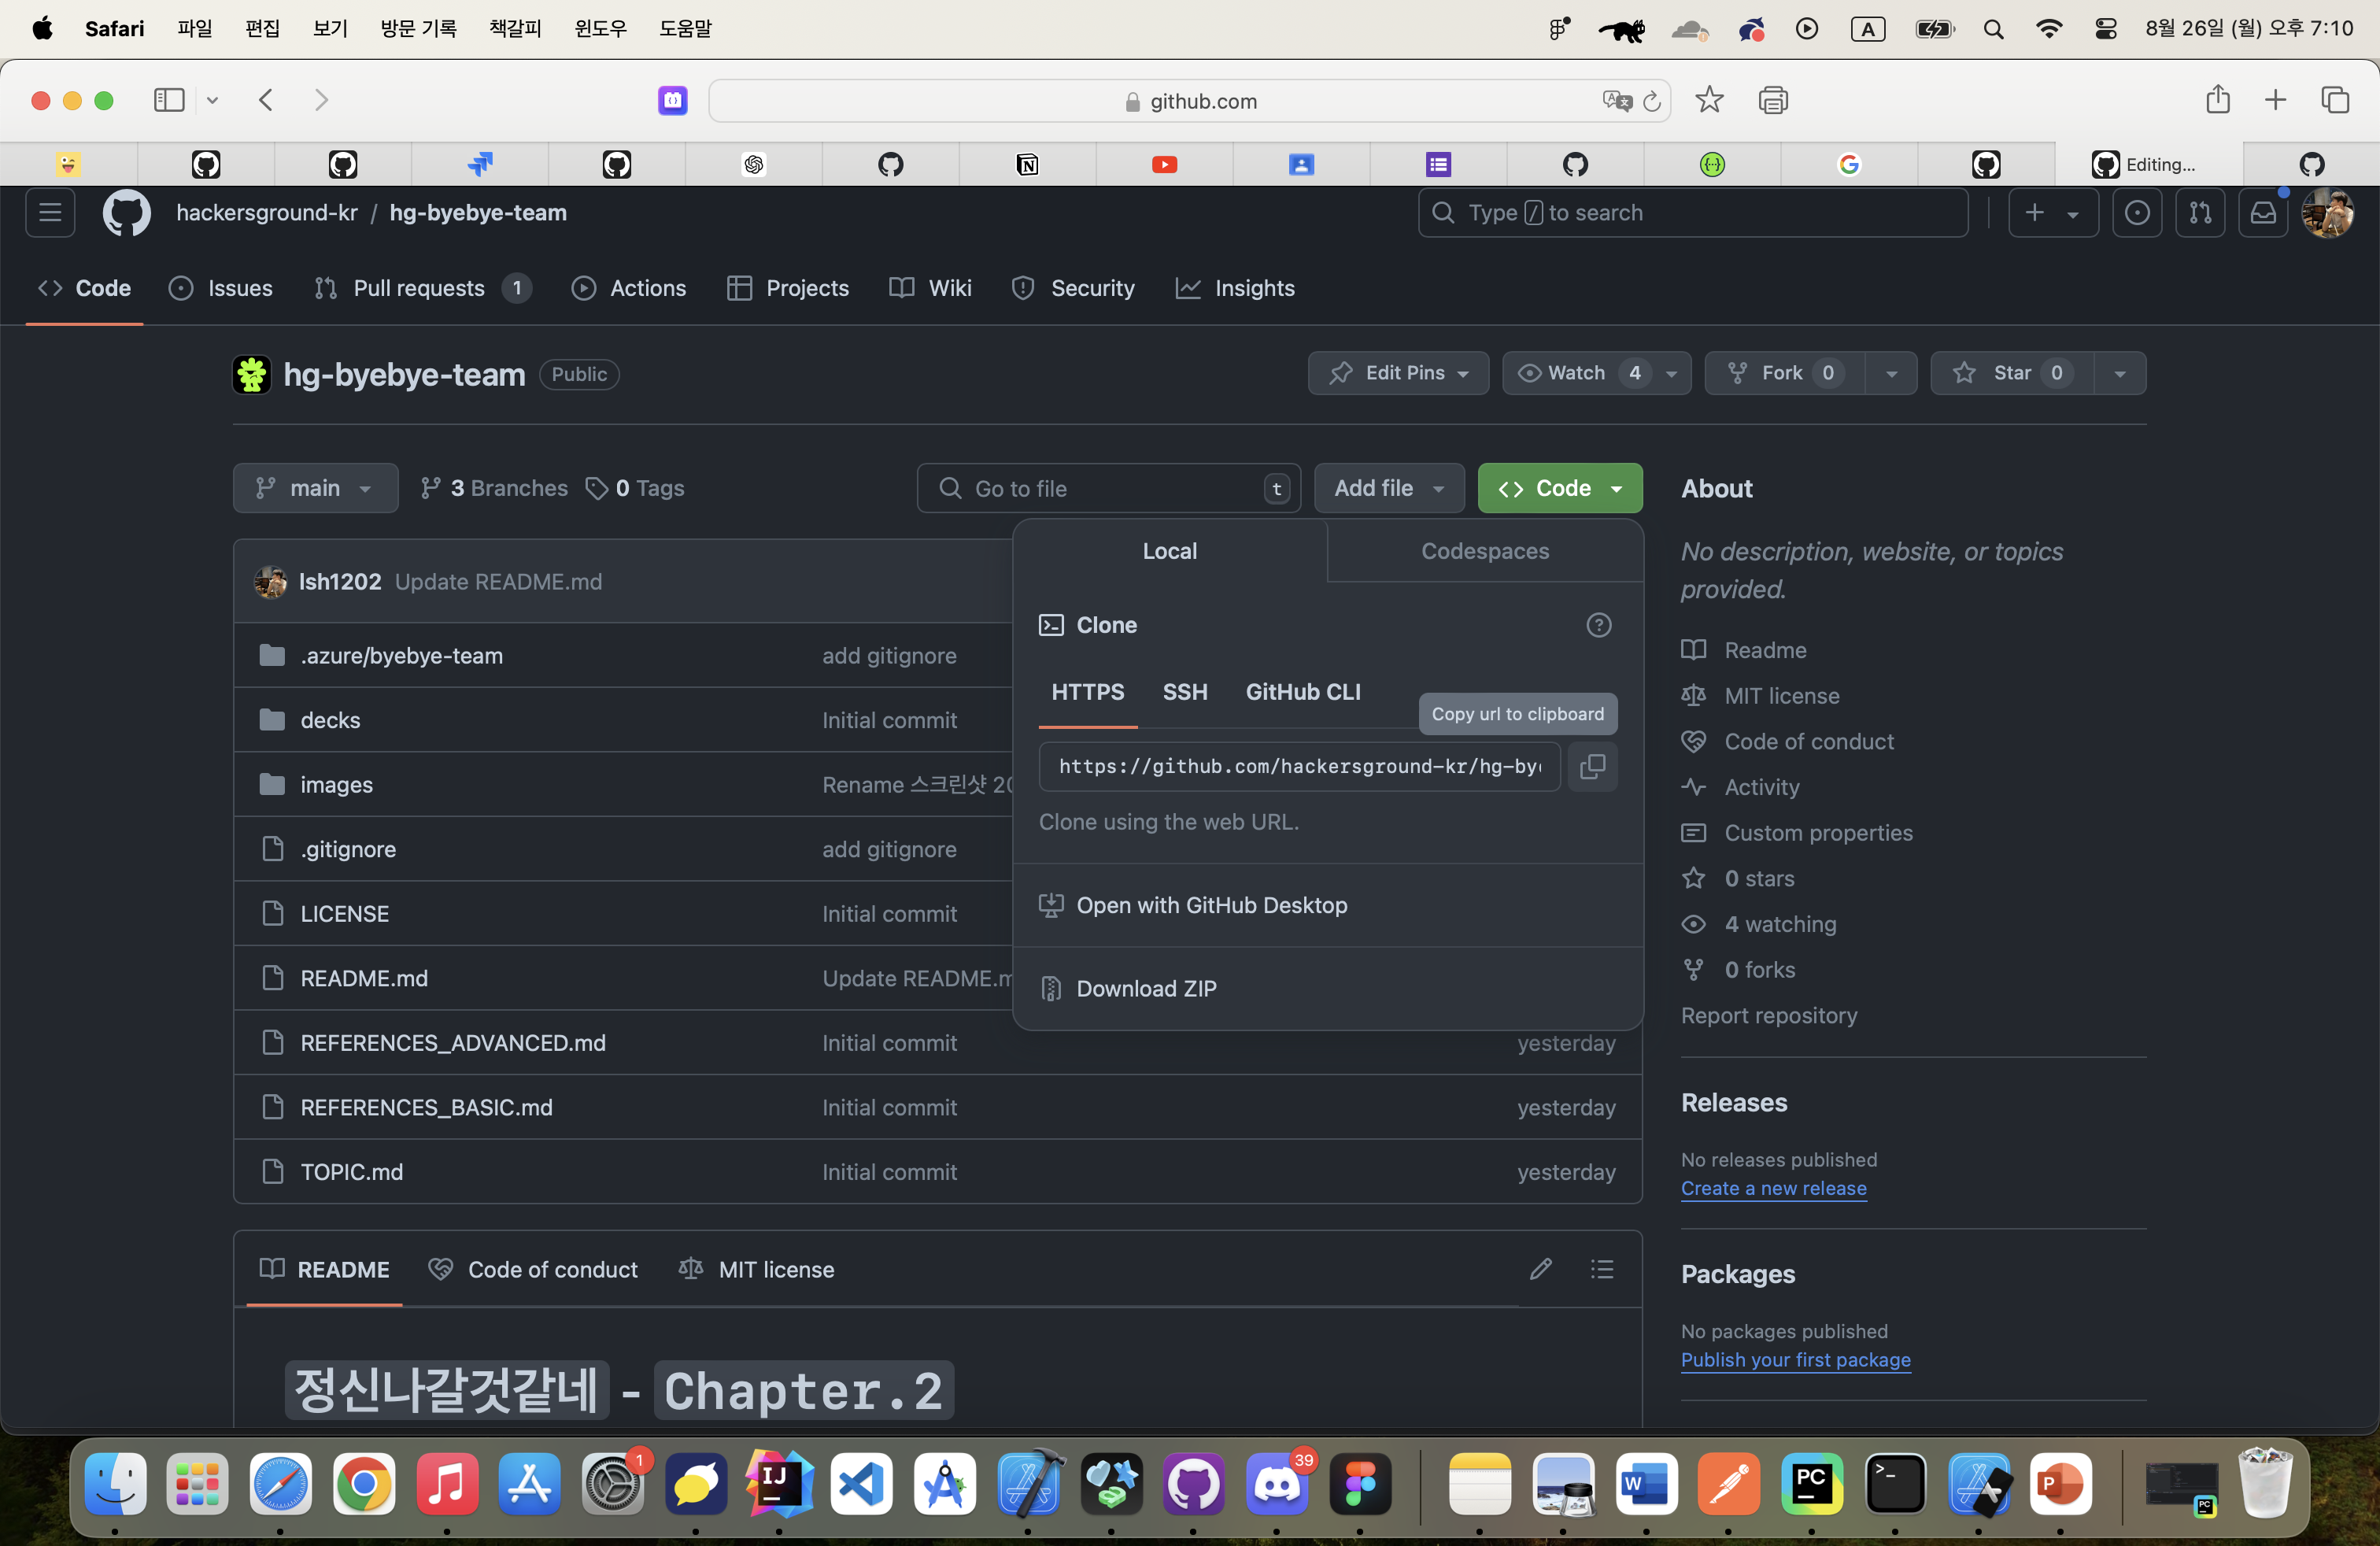 Safari 파일 편집 보기 방문 기록 책갈피 윈도우 도움말 A 8월 26일 (월) 오후 7:10
github.com
Editing...
hackersground-kr / hg-byebye-team Type / to search
Code Issues Pull requests 1 Actions Projects Wiki Security Insights
hg-byebye-team Public Edit Pins Watch 4 Fork 0 Star 0
main 3 Branches 0 Tags Go to file t Add file Code
lsh1202 Update README.md
.azure/byebye-team add gitignore
decks Initial commit
images Rename 스크린샷 20
.gitignore add gitignore
LICENSE Initial commit
README.md Update README.m
REFERENCES_ADVANCED.md Initial commit yesterday
REFERENCES_BASIC.md Initial commit yesterday
TOPIC.md Initial commit yesterday
Local Codespaces
Clone
HTTPS SSH GitHub CLI
Copy url to clipboard
https://github.com/hackersground-kr/hg-bye
Clone using the web URL.
Open with GitHub Desktop
Download ZIP
About
No description, website, or topics
provided.
Readme
MIT license
Code of conduct
Activity
Custom properties
0 stars
4 watching
0 forks
Report repository
Releases
No releases published
Create a new release
Packages
No packages published
Publish your first package
README Code of conduct MIT license
정신나갈것같네 - Chapter.2
1 IJ 39 W PC >_ P PC